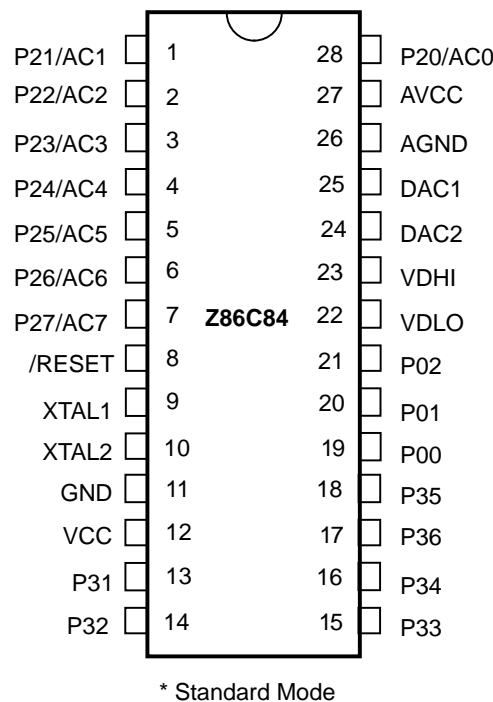 P21/AC1 1 28 P20/AC0
P22/AC2 2 27 AVCC
P23/AC3 3 26 AGND
P24/AC4 4 25 DAC1
P25/AC5 5 24 DAC2
P26/AC6 6 23 VDHI
P27/AC7 7 Z86C84 22 VDLO
/RESET 8 21 P02
XTAL1 9 20 P01
XTAL2 10 19 P00
GND 11 18 P35
VCC 12 17 P36
P31 13 16 P34
P32 14 15 P33
* Standard Mode